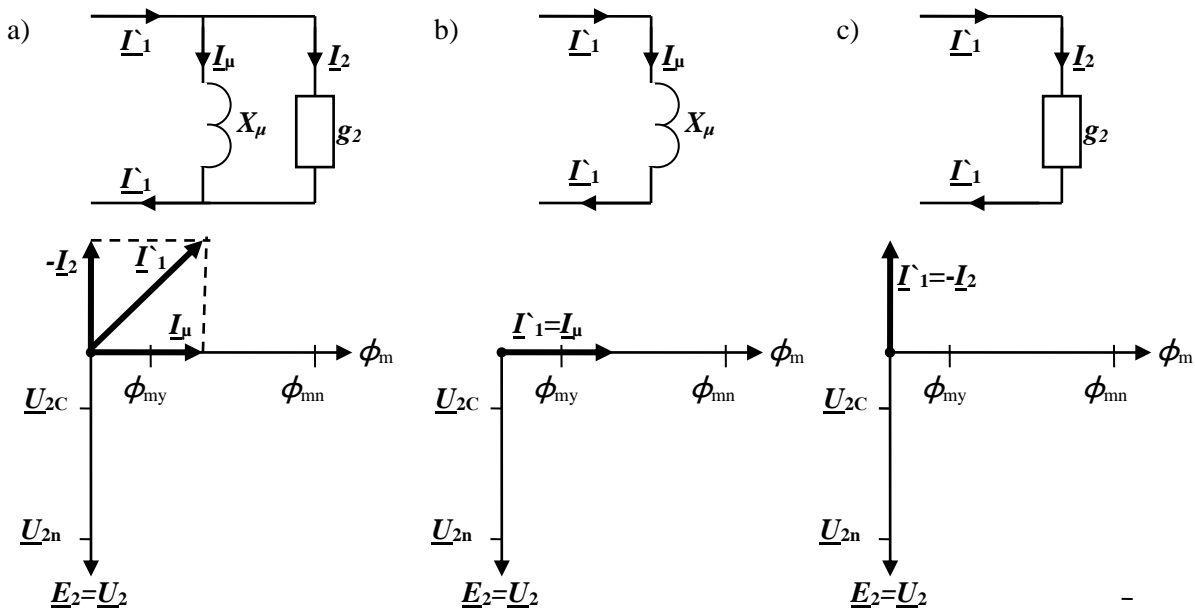 a)
I`1
Iμ
I2
Xμ
g2
I`1
-I2
I`1
Iμ
ϕm
ϕmy
ϕmn
U2C
U2n
E2=U2
b)
I`1
Iμ
Xμ
I`1
I`1=Iμ
ϕm
ϕmy
ϕmn
U2C
U2n
E2=U2
c)
I`1
I2
g2
I`1
I`1=-I2
ϕm
ϕmy
ϕmn
U2C
U2n
E2=U2